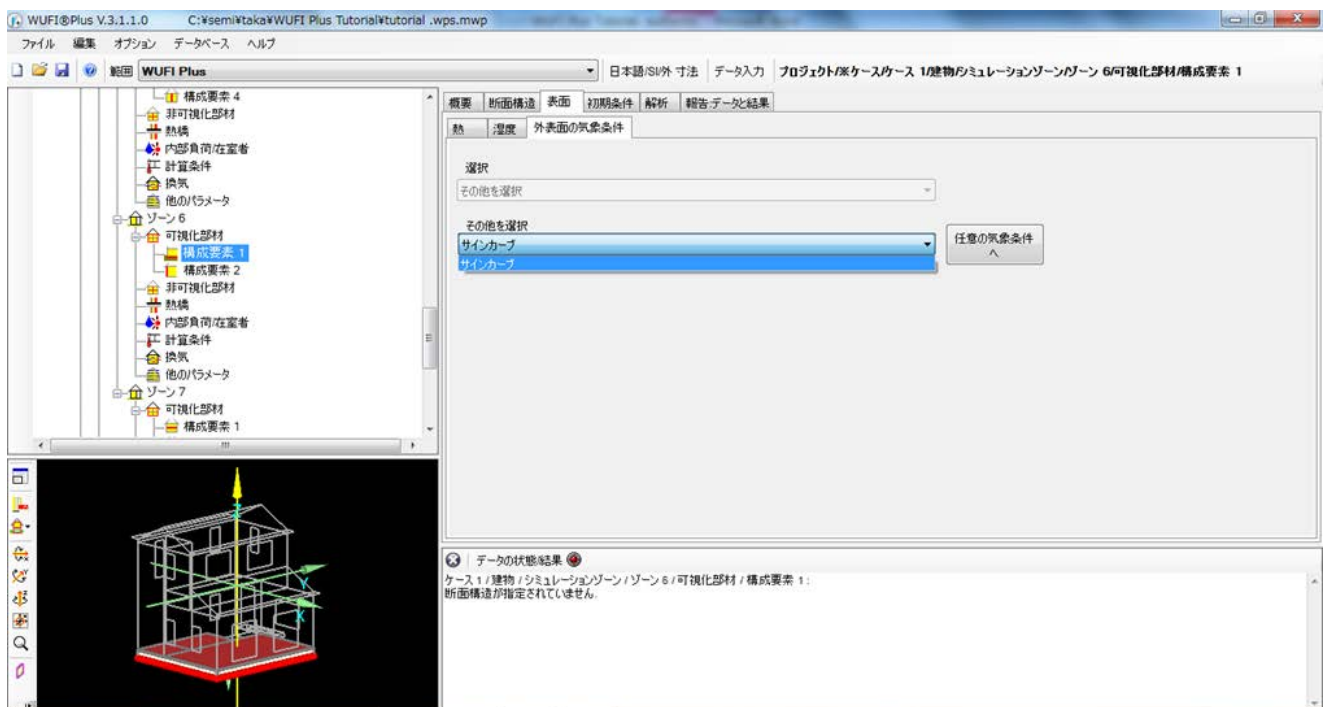 WUFI®Plus V.3.1.1.0 C:¥semi¥taka¥WUFI Plus Tutorial¥tutorial .wps.mwp
ファイル 編集 オプション データベース ヘルプ
範囲 WUFI Plus 日本語/SI/外 寸法 データ入力 プロジェクト/※ケース/ケース 1/建物/シミュレーションゾーン/ゾーン 6/可視化部材/構成要素 1
構成要素 4
非可視化部材
熱橋
内部負荷/在室者
計算条件
換気
他のパラメータ
ゾーン 6
可視化部材
構成要素 1
構成要素 2
非可視化部材
熱橋
内部負荷/在室者
計算条件
換気
他のパラメータ
ゾーン 7
可視化部材
構成要素 1
概要 断面構造 表面 初期条件 解析 報告:データと結果
熱 湿度 外表面の気象条件
選択
その他を選択
その他を選択
サインカーブ
サインカーブ
任意の気象条件
へ
Z
Y
X
データの状態/結果
ケース 1 / 建物 / シミュレーションゾーン / ゾーン 6 / 可視化部材 / 構成要素 1 :
断面構造が指定されていません.